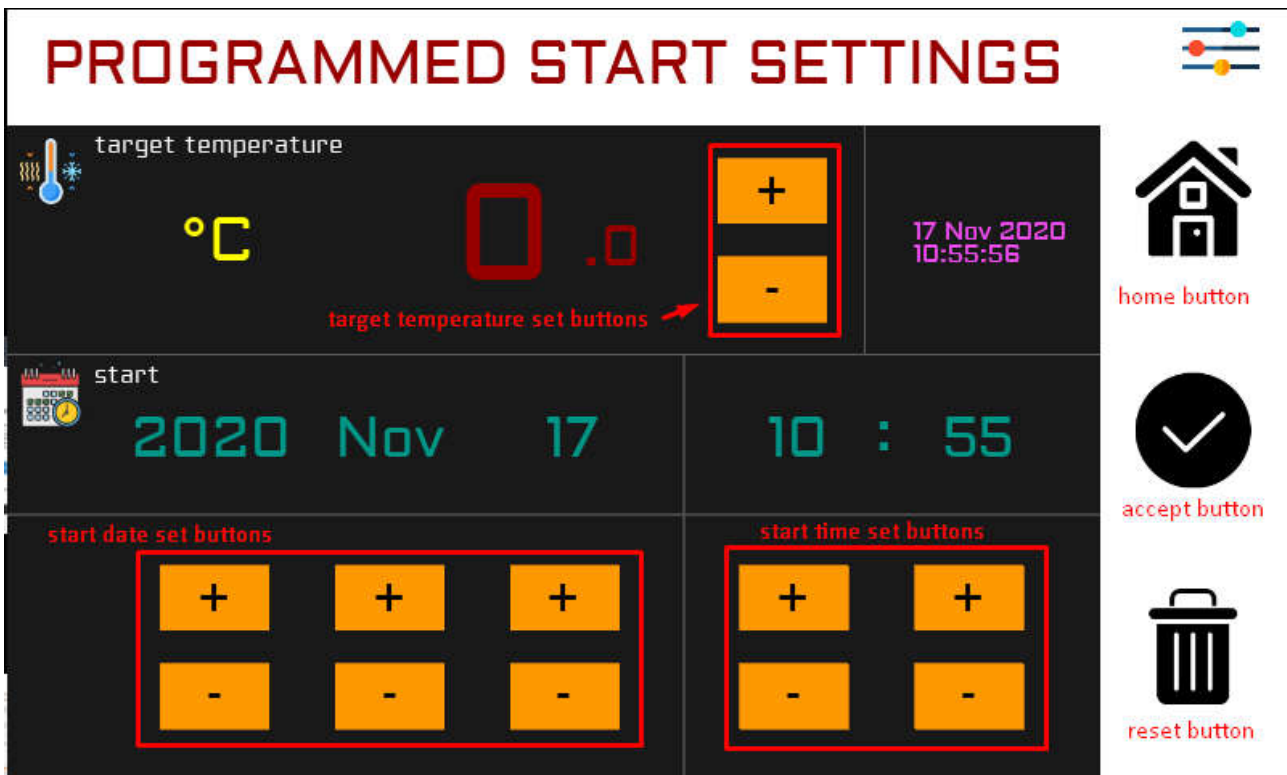 PROGRAMMED START SETTINGS
target temperature
°C 0.0
+
-
17 Nov 2020
10:55:56
target temperature set buttons
home button
start
2020 Nov 17 10 : 55
accept button
start date set buttons
start time set buttons
+ + + + +
- - - - -
reset button